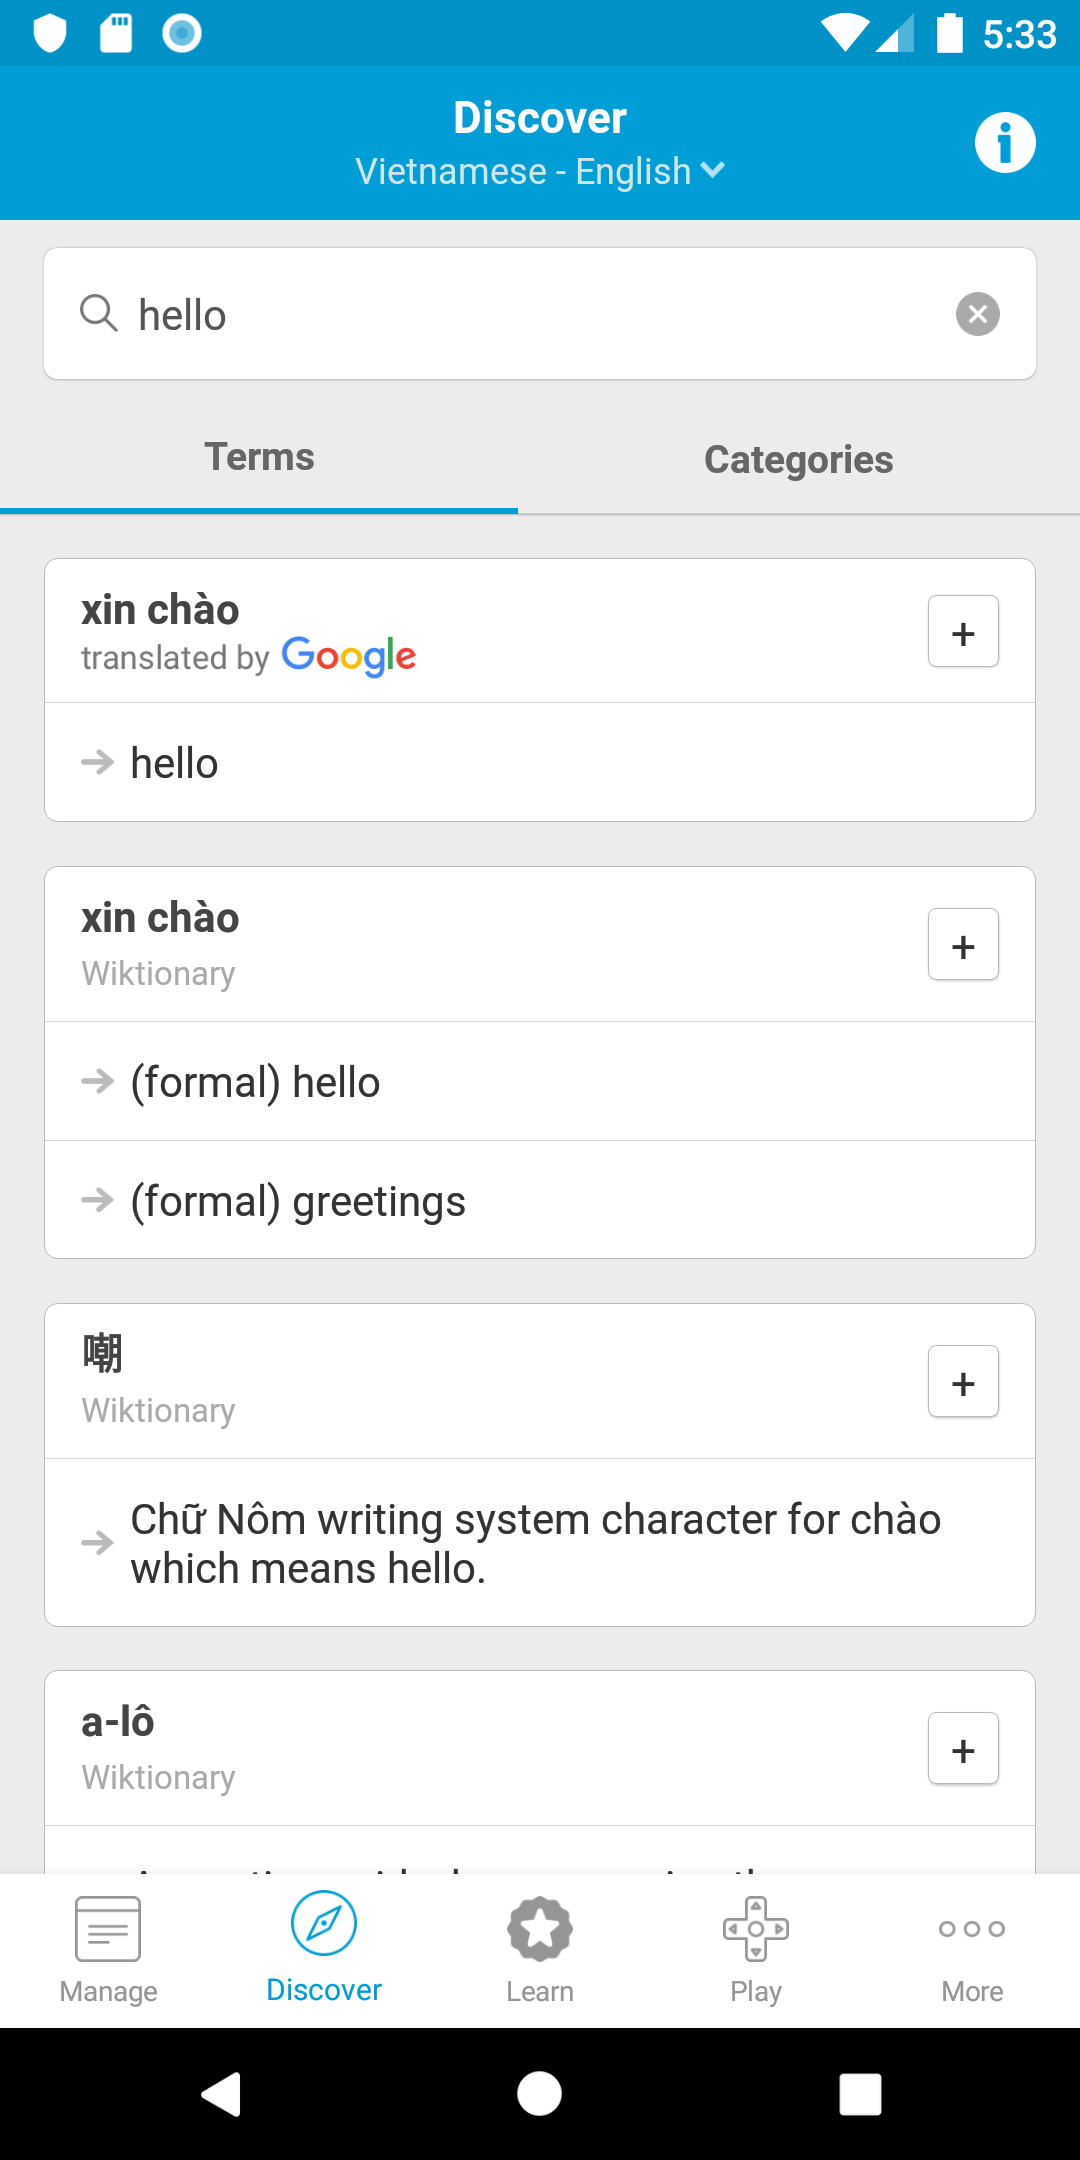 5:33
Discover
Vietnamese - English
hello
Terms
Categories
xin chào
translated by Google
+
hello
xin chào
Wiktionary
+
(formal) hello
(formal) greetings
嘲
Wiktionary
+
Chữ Nôm writing system character for chào
which means hello.
a-lô
Wiktionary
+
Manage
Discover
Learn
Play
More